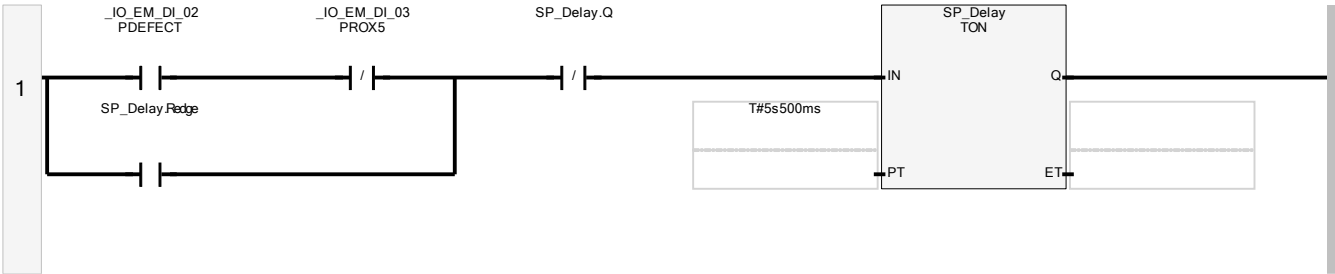 _IO_EM_DI_02
PDEFECT
_IO_EM_DI_03
PROX5
SP_Delay.Q
SP_Delay
TON
1
/
/
IN
Q
SP_Delay.Redge
T#5s500ms
PT
ET